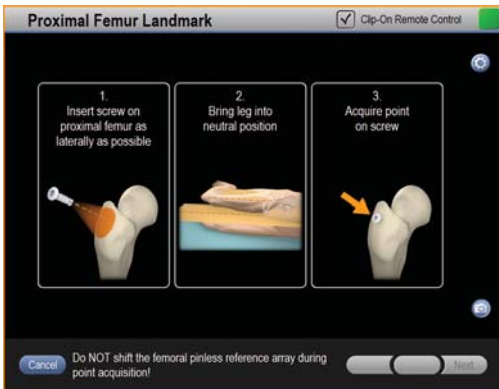 Proximal Femur Landmark
Clip-On Remote Control
1.
Insert screw on
proximal femur as
laterally as possible
2.
Bring leg into
neutral position
3.
Acquire point
on screw
Cancel
Do NOT shift the femoral pinless reference array during
point acquisition!
Next